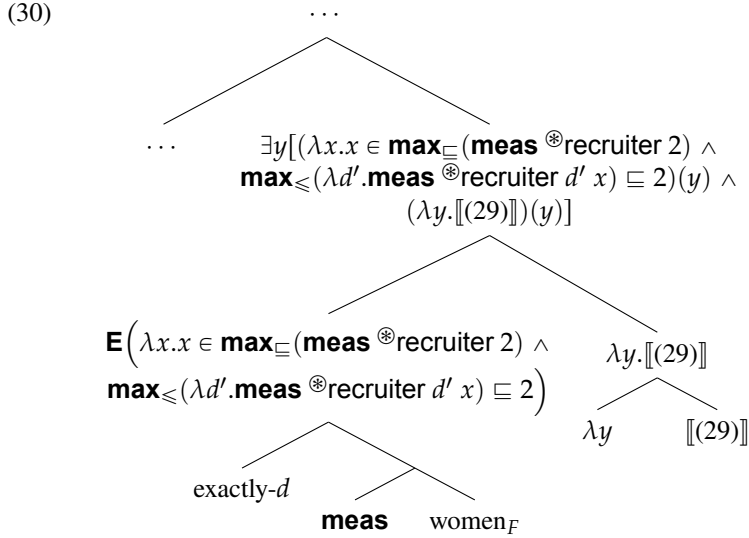 (30)
⋯
⋯
∃y[(λx.x ∈ max⊑(meas ⊛recruiter 2) ∧
max⩽(λd′.meas ⊛recruiter d′ x) ⊑ 2)(y) ∧
(λy.⟦(29)⟧)(y)]
E(λx.x ∈ max⊑(meas ⊛recruiter 2) ∧
max⩽(λd′.meas ⊛recruiter d′ x) ⊑ 2)
λy.⟦(29)⟧
λy
⟦(29)⟧
exactly-d
meas
women_F